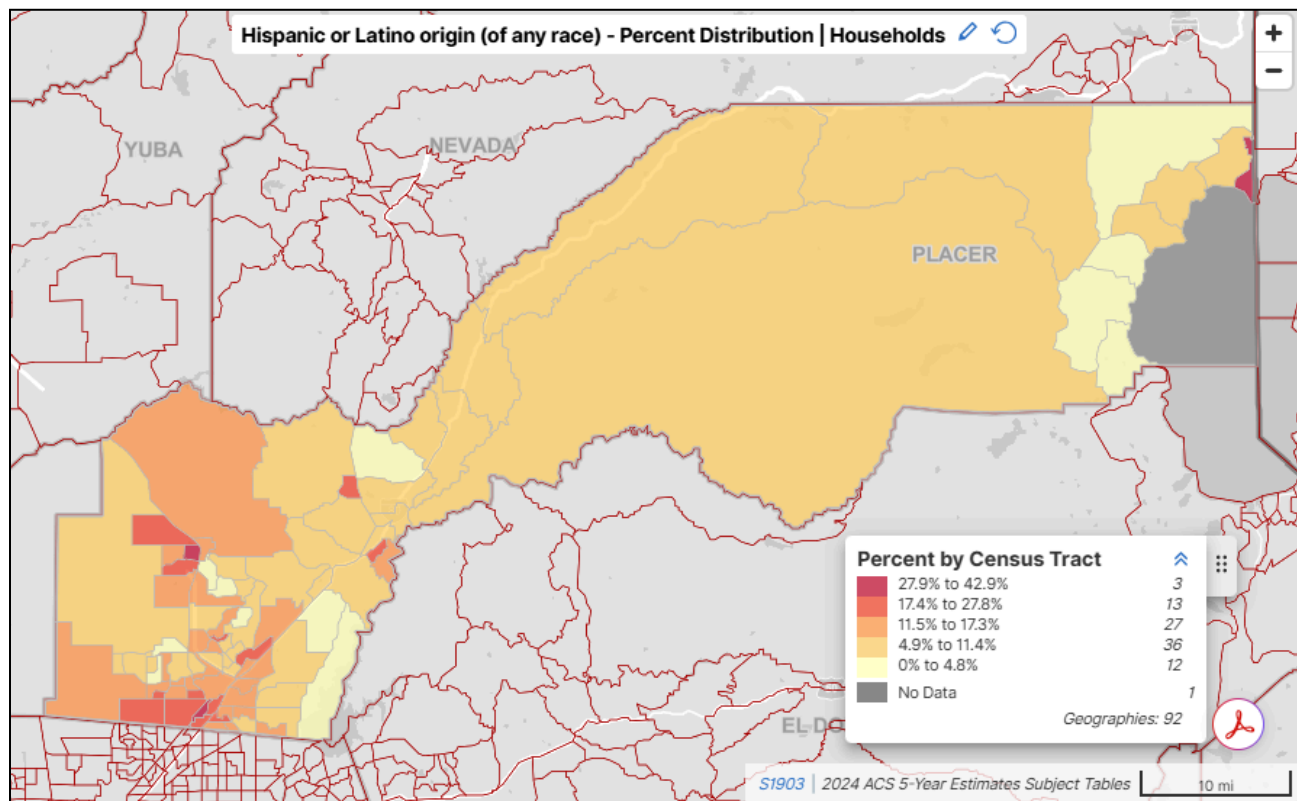 Hispanic or Latino origin (of any race) - Percent Distribution | Households
+
−
YUBA
NEVADA
PLACER
Percent by Census Tract
27.9% to 42.9% 3
17.4% to 27.8% 13
11.5% to 17.3% 27
4.9% to 11.4% 36
0% to 4.8% 12
No Data 1
Geographies: 92
EL DO
S1903 | 2024 ACS 5-Year Estimates Subject Tables
10 mi